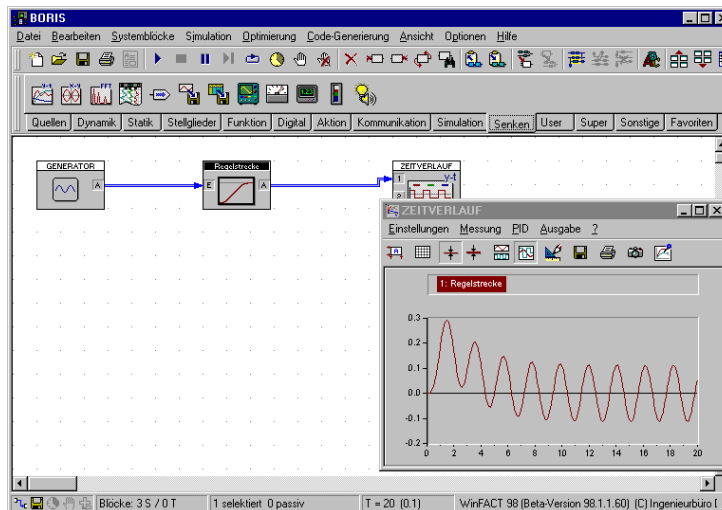 BORIS
Datei Bearbeiten Systemblöcke Simulation Optimierung Code-Generierung Ansicht Optionen Hilfe
y-t FFT
Quellen Dynamik Statik Stellglieder Funktion Digital Aktion Kommunikation Simulation Senken User Super Sonstige Favoriten
GENERATOR Regelstrecke ZEITVERLAUF
A E A 1 y-t
2
ZEITVERLAUF
Einstellungen Messung PID Ausgabe ?
1: Regelstrecke
0.3
0.2
0.1
0.0
-0.1
-0.2
0 2 4 6 8 10 12 14 16 18 20
Blöcke: 3 S / 0 T 1 selektiert 0 passiv T = 20 (0.1) WinFACT 98 (Beta-Version 98.1.1.60) (C) Ingenieurbüro